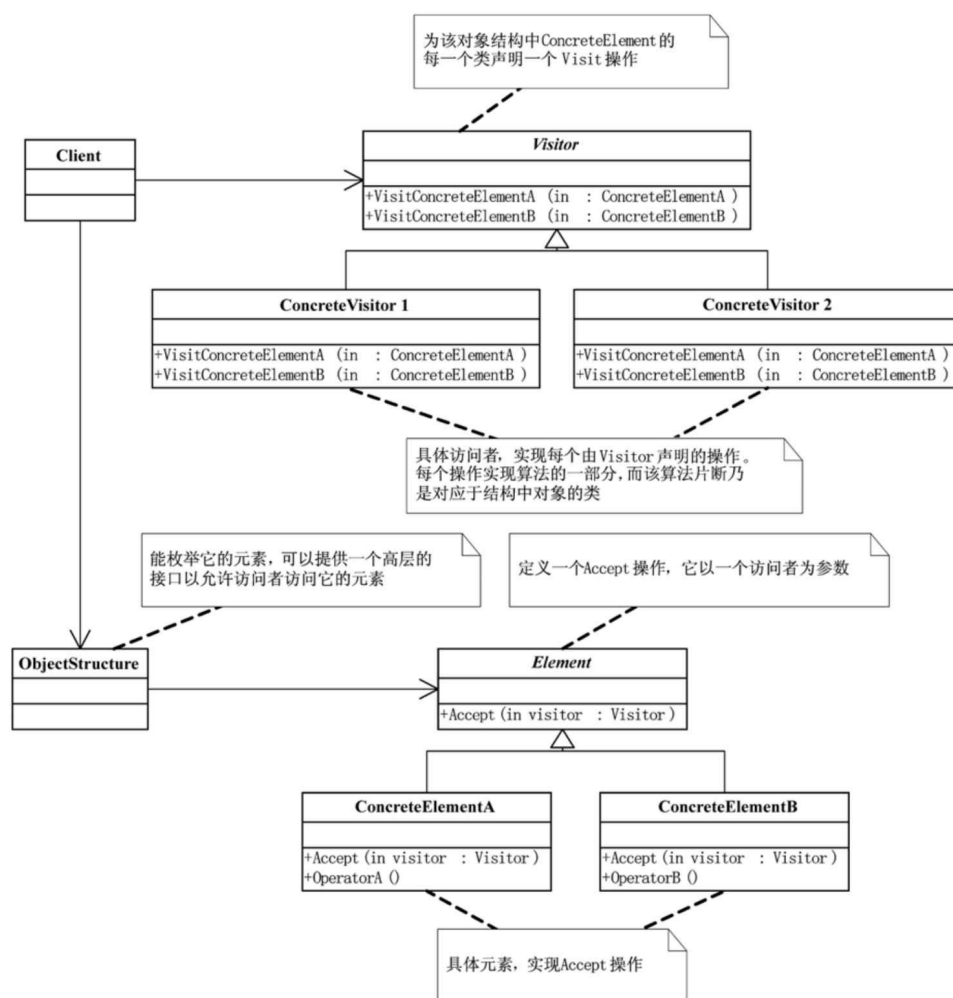 为该对象结构中ConcreteElement的
每一个类声明一个 Visit 操作
Client
Visitor
+VisitConcreteElementA (in : ConcreteElementA )
+VisitConcreteElementB (in : ConcreteElementB )
ConcreteVisitor 1
+VisitConcreteElementA (in : ConcreteElementA )
+VisitConcreteElementB (in : ConcreteElementB )
ConcreteVisitor 2
+VisitConcreteElementA (in : ConcreteElementA )
+VisitConcreteElementB (in : ConcreteElementB )
具体访问者，实现每个由Visitor 声明的操作。
每个操作实现算法的一部分，而该算法片断乃
是对应于结构中对象的类
能枚举它的元素，可以提供一个高层的
接口以允许访问者访问它的元素
定义一个Accept 操作，它以一个访问者为参数
ObjectStructure
Element
+Accept (in visitor : Visitor )
ConcreteElementA
+Accept (in visitor : Visitor )
+OperatorA ()
ConcreteElementB
+Accept (in visitor : Visitor )
+OperatorB ()
具体元素，实现Accept 操作